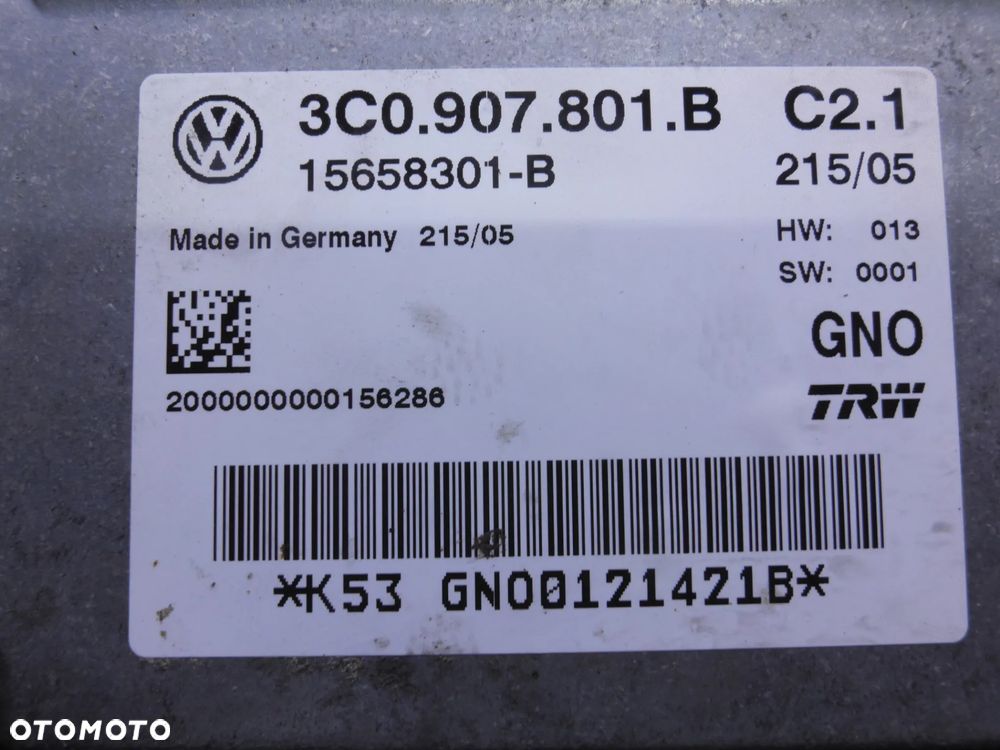 3C0.907.801.B C2.1
15658301-B 215/05
Made in Germany 215/05
HW: 013
SW: 0001
GNO
2000000000156286
TRW
*K53 GNO0121421B*
OTOMOTO